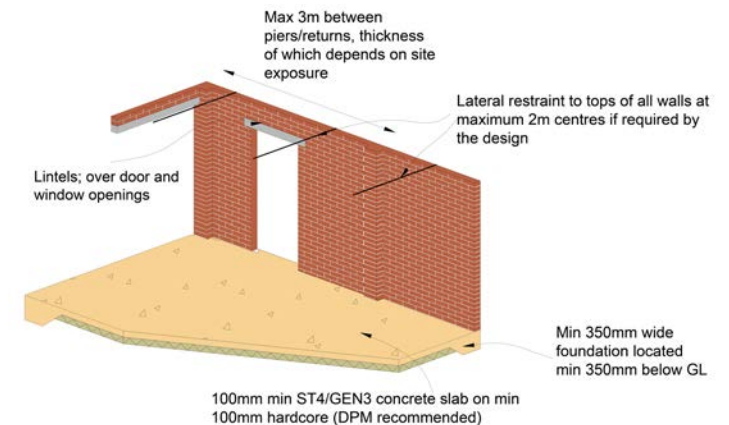 Max 3m between
piers/returns, thickness
of which depends on site
exposure
Lateral restraint to tops of all walls at
maximum 2m centres if required by
the design
Lintels; over door and
window openings
Min 350mm wide
foundation located
min 350mm below GL
100mm min ST4/GEN3 concrete slab on min
100mm hardcore (DPM recommended)